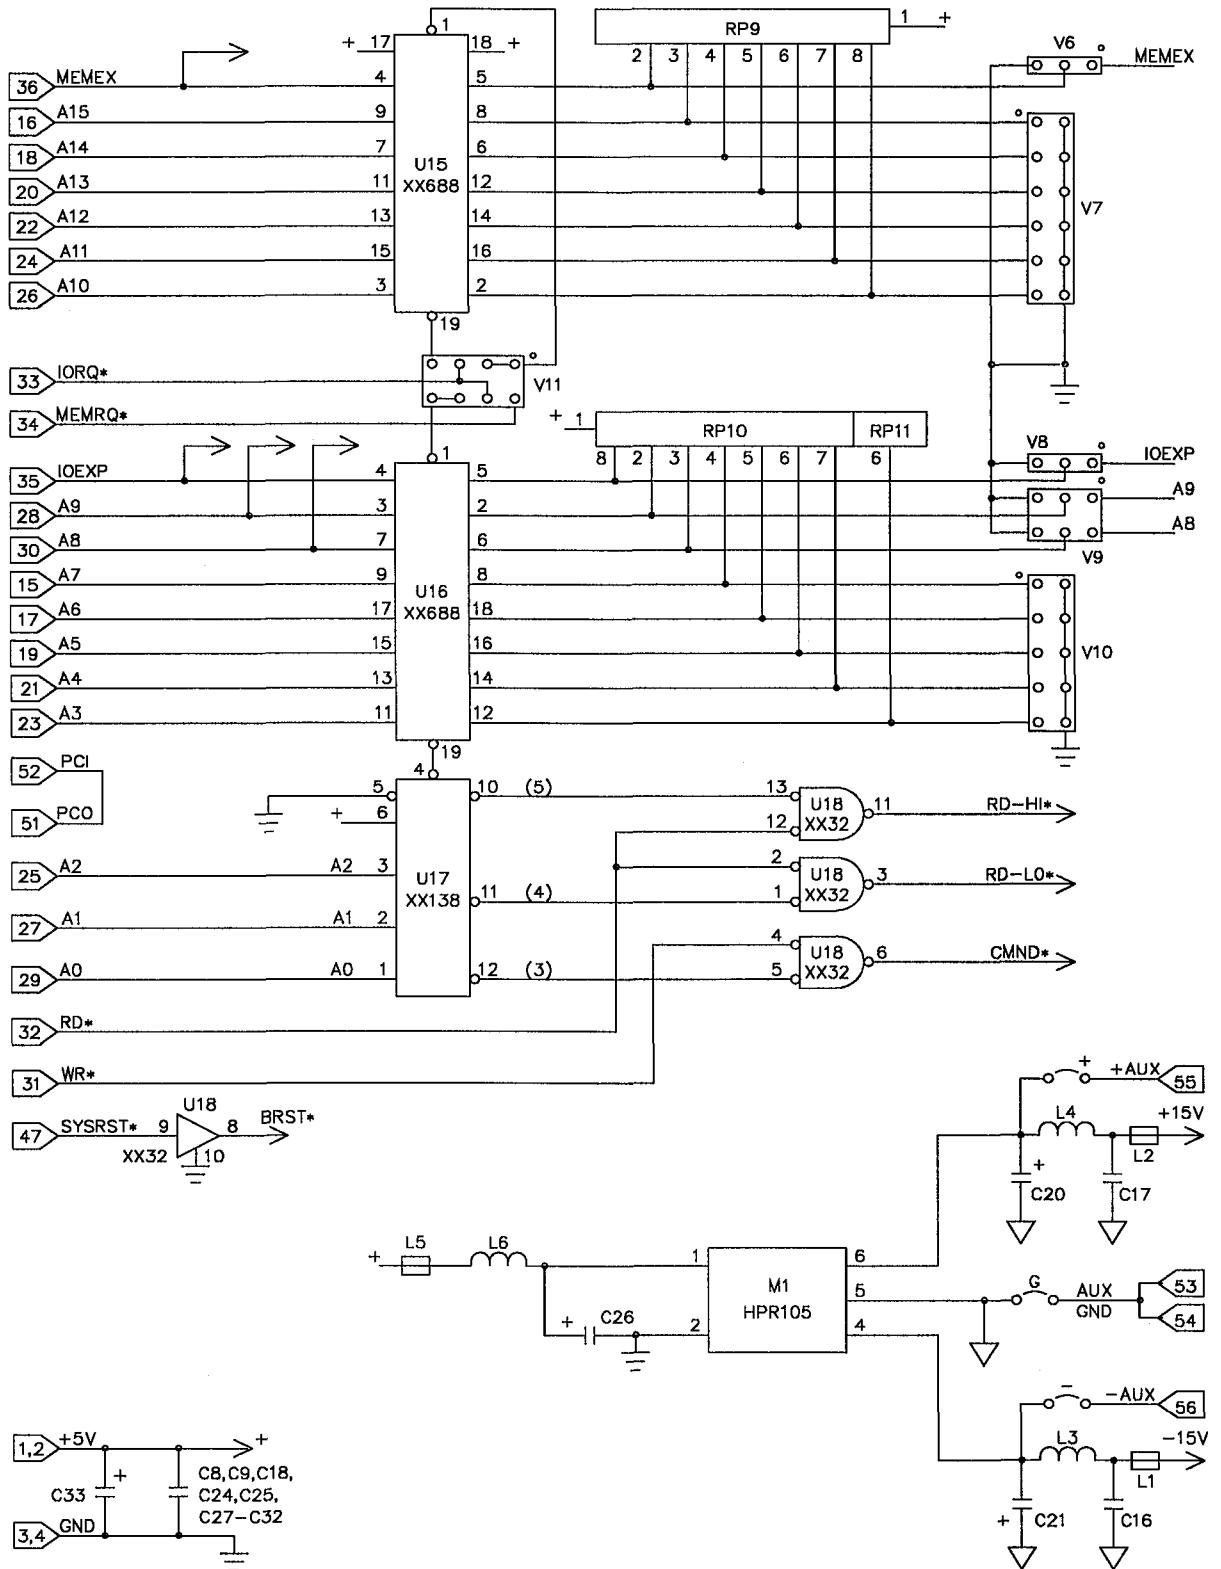 1 RP9 1 +
+ 17 18 + 2 3 4 5 6 7 8 V6 MEMEX
36 MEMEX 4 5
16 A15 9 8
18 A14 7 6
U15
XX688
20 A13 11 12 V7
22 A12 13 14
24 A11 15 16
26 A10 3 2
19
33 IORQ* V11
34 MEMRQ* + 1 RP10 RP11
1 8 2 3 4 5 6 7 6 V8 IOEXP
35 IOEXP 4 5
28 A9 3 2 A9
30 A8 7 6 A8
V9
15 A7 9 8
U16
XX688
17 A6 17 18
19 A5 15 16 V10
21 A4 13 14
23 A3 11 12
52 PCI 19
4
51 PCO 5 10 (5) 13 U18 11 RD-HI*
+ 6 12 XX32
25 A2 A2 3 2 U18 3 RD-LO*
U17
XX138 11 (4) 1 XX32
27 A1 A1 2
4 U18 6 CMND*
29 A0 A0 1 12 (3) 5 XX32
32 RD*
31 WR*
+ +AUX 55
U18
47 SYSRST* 9 8 BRST*
XX32 10
L4 +15V
L2
+ C20 C17
+ L5 L6 1 6
M1
HPR105
5 G AUX 53
GND 54
+ C26 2 4
- -AUX 56
L3 -15V
L1
+ C21 C16
1,2 +5V +
C33 + C8,C9,C18,
C24,C25,
C27-C32
3,4 GND